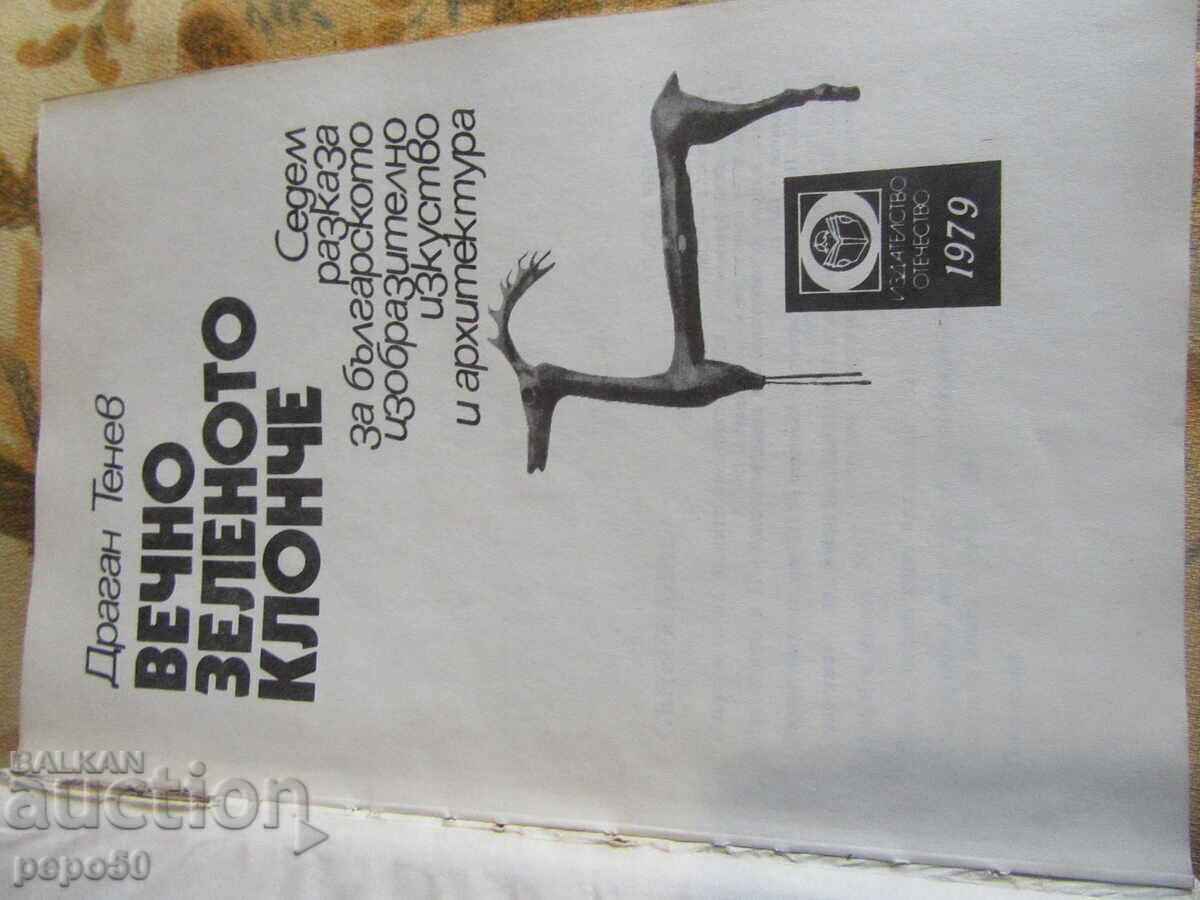 Драган Тенев
ВЕЧНО
ЗЕЛЕНОТО
КЛОНЧЕ
Седем
разказа
за българското
изобразително
изкуство
и архитектура
ИЗДАТЕЛСТВО
ОТЕЧЕСТВО
1979
BALKAN
auction
pepo50